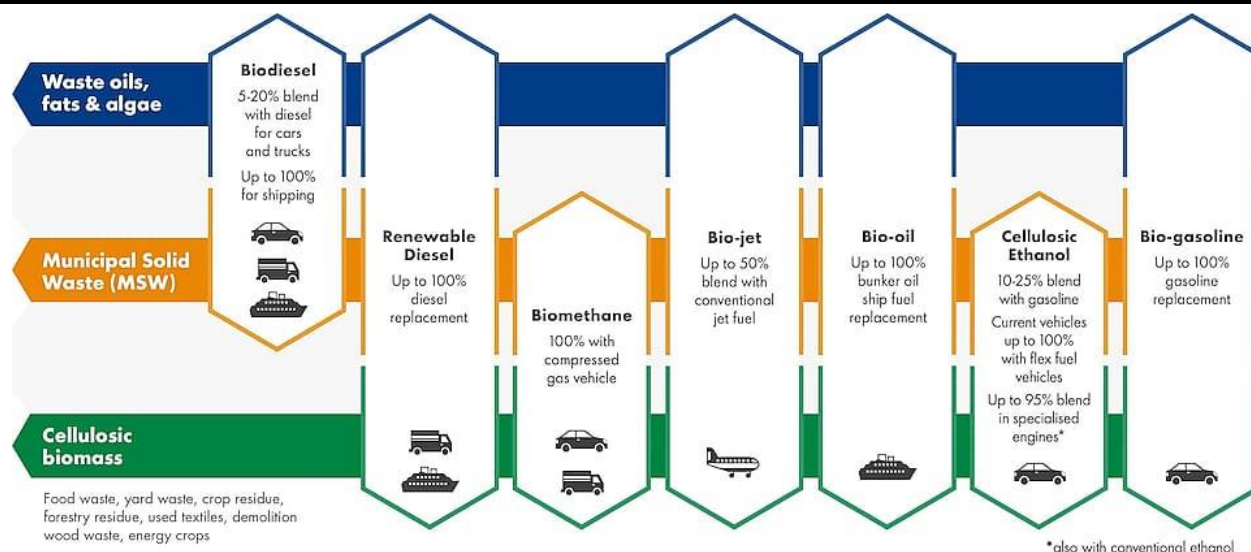 Waste oils,
fats & algae
Municipal Solid
Waste (MSW)
Cellulosic
biomass
Food waste, yard waste, crop residue,
forestry residue, used textiles, demolition
wood waste, energy crops
Biodiesel
5-20% blend
with diesel
for cars
and trucks
Up to 100%
for shipping
Renewable
Diesel
Up to 100%
diesel
replacement
Biomethane
100% with
compressed
gas vehicle
Bio-jet
Up to 50%
blend with
conventional
jet fuel
Bio-oil
Up to 100%
bunker oil
ship fuel
replacement
Cellulosic
Ethanol
10-25% blend
with gasoline
Current vehicles
up to 100%
with flex fuel
vehicles
Up to 95% blend
in specialised
engines*
Bio-gasoline
Up to 100%
gasoline
replacement
*also with conventional ethanol